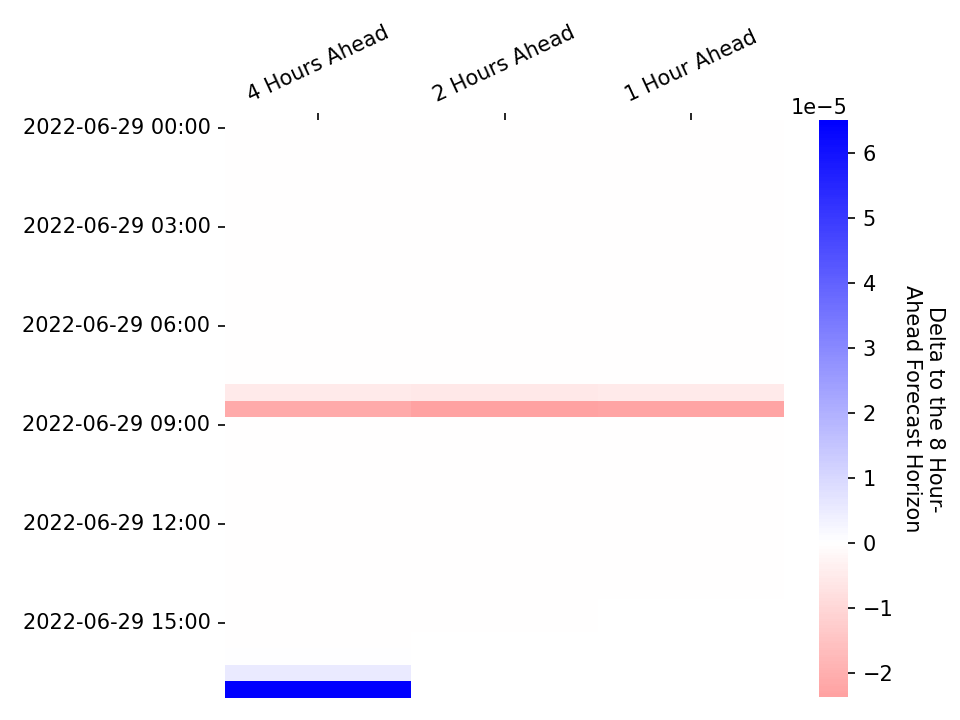 4 Hours Ahead
2 Hours Ahead
1 Hour Ahead
2022-06-29 00:00
2022-06-29 03:00
2022-06-29 06:00
2022-06-29 09:00
2022-06-29 12:00
2022-06-29 15:00
1e−5
6
5
4
3
2
1
0
−1
−2
Delta to the 8 Hour-
Ahead Forecast Horizon